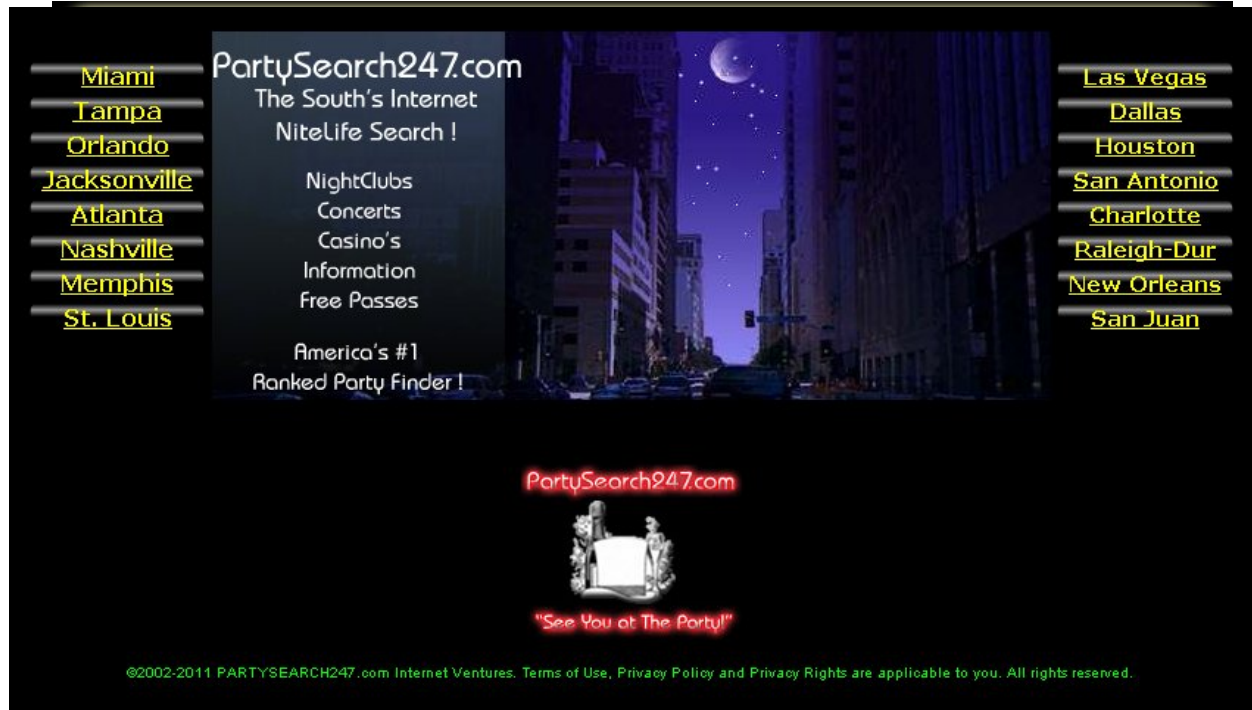 Miami
Tampa
Orlando
Jacksonville
Atlanta
Nashville
Memphis
St. Louis
PartySearch247.com
The South's Internet
NiteLife Search !
NightClubs
Concerts
Casino's
Information
Free Passes
America's #1
Ranked Party Finder !
Las Vegas
Dallas
Houston
San Antonio
Charlotte
Raleigh-Dur
New Orleans
San Juan
PartySearch247.com
"See You at The Party!"
©2002-2011 PARTYSEARCH247.com Internet Ventures. Terms of Use, Privacy Policy and Privacy Rights are applicable to you. All rights reserved.